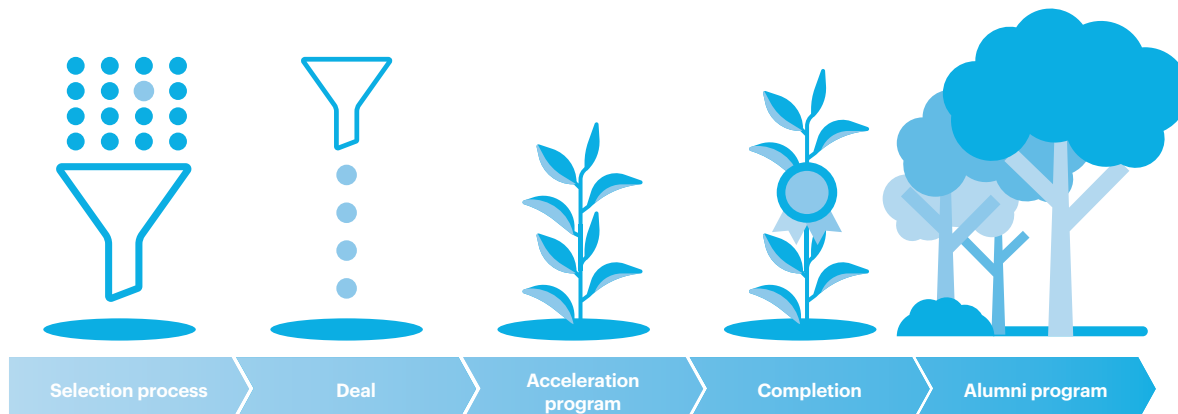 Selection process
Deal
Acceleration
program
Completion
Alumni program